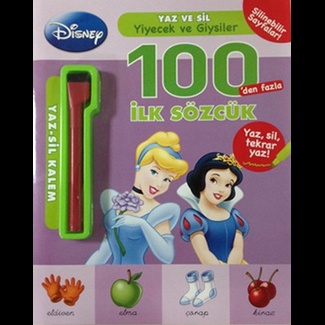 Disney
YAZ VE SİL
Yiyecek ve Giysiler
Silinebilir
Sayfalar!
100
'den fazla
İLK SÖZCÜK
Yaz, sil,
tekrar
yaz!
YAZ-SİL KALEM
eldiven
elma
çorap
kiraz